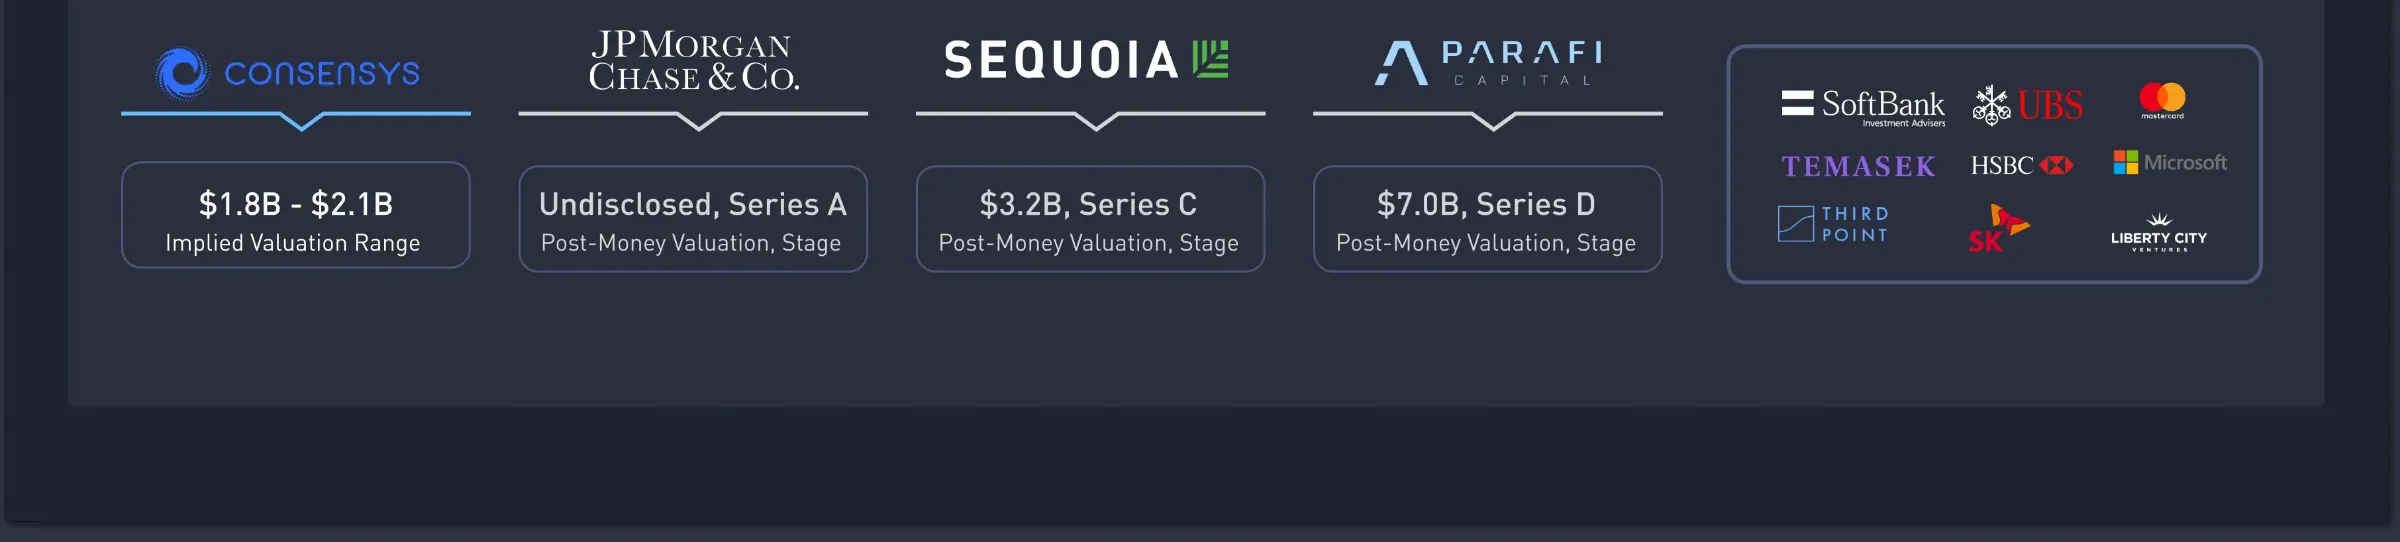 CONSENSYS
JPMORGAN
CHASE & CO.
SEQUOIA
PARAFI
CAPITAL
$1.8B - $2.1B
Implied Valuation Range
Undisclosed, Series A
Post-Money Valuation, Stage
$3.2B, Series C
Post-Money Valuation, Stage
$7.0B, Series D
Post-Money Valuation, Stage
SoftBank
Investment Advisers
UBS
mastercard
TEMASEK
HSBC
Microsoft
THIRD
POINT
SK
LIBERTY CITY
VENTURES